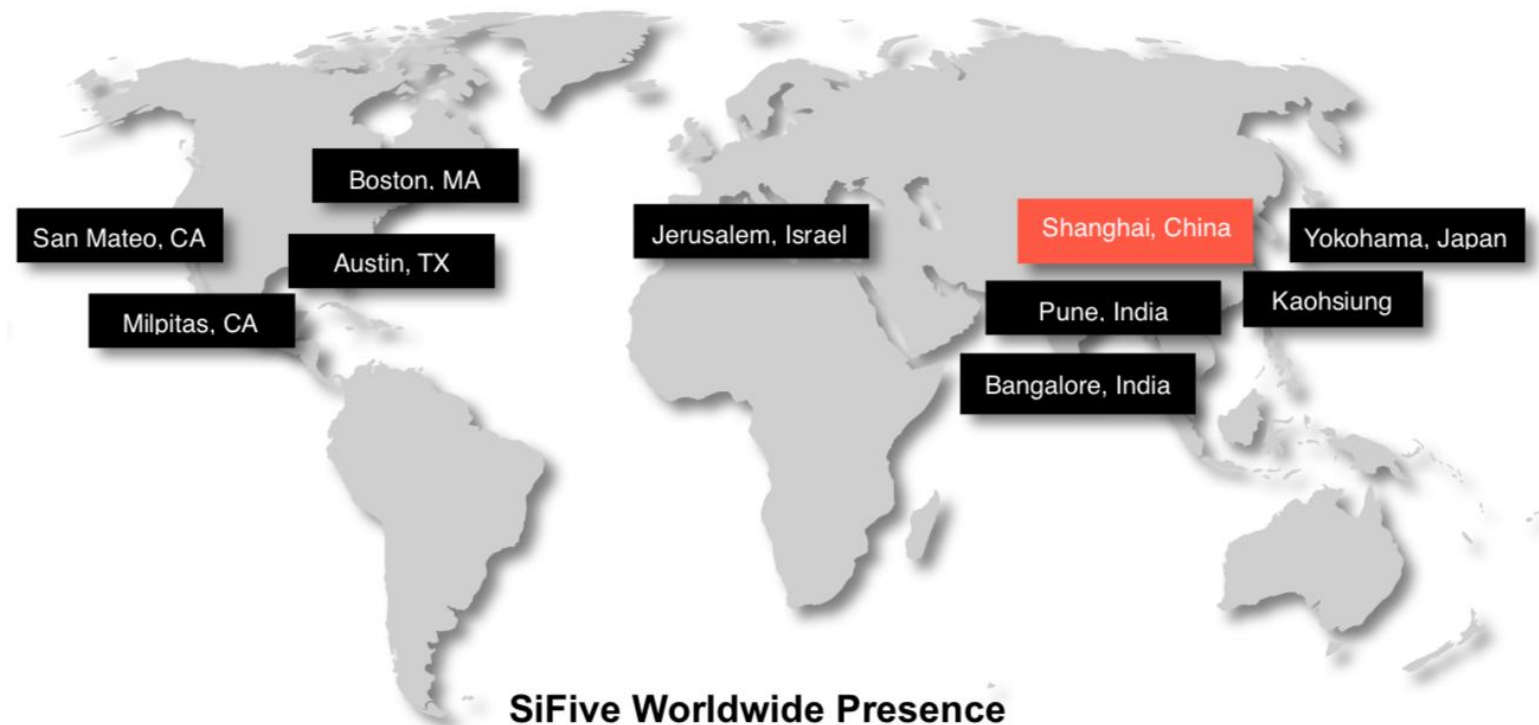 Boston, MA
San Mateo, CA
Austin, TX
Milpitas, CA
Jerusalem, Israel
Shanghai, China
Yokohama, Japan
Pune, India
Kaohsiung
Bangalore, India
SiFive Worldwide Presence